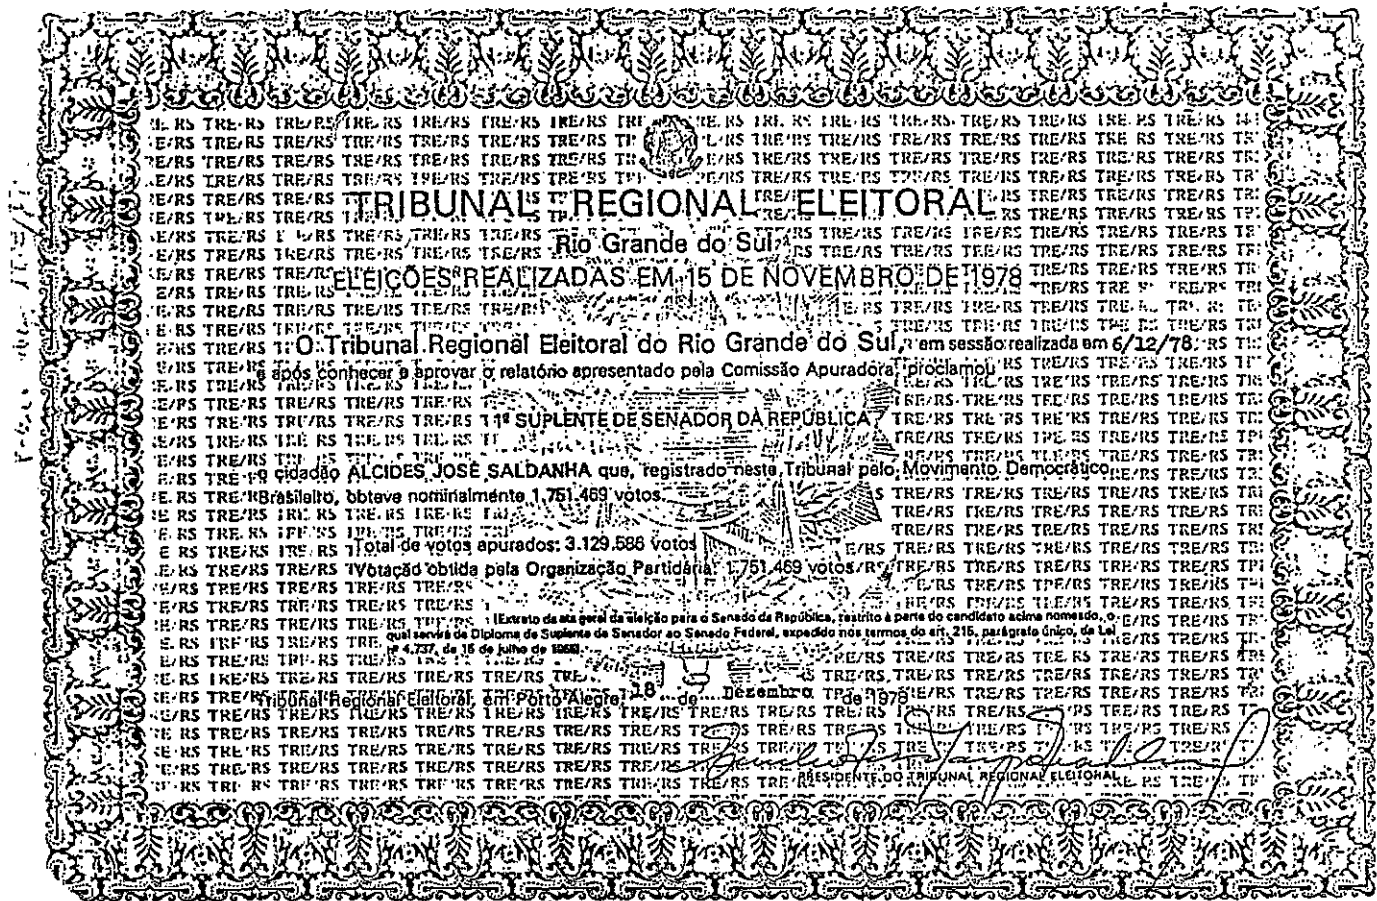 TRIBUNAL REGIONAL ELEITORAL
Rio Grande do Sul
ELEIÇÕES REALIZADAS EM 15 DE NOVEMBRO DE 1978
O Tribunal Regional Eleitoral do Rio Grande do Sul, em sessão realizada em 6/12/78,
e após conhecer e aprovar o relatório apresentado pela Comissão Apuradora, proclamou
1º SUPLENTE DE SENADOR DA REPÚBLICA
o cidadão ALCIDES JOSÉ SALDANHA que, registrado neste Tribunal pelo Movimento Democrático
Brasileito, obteve nominalmente 1.751.469 votos.
Total de votos apurados: 3.129.586 votos
Votação obtida pela Organização Partidária: 1.751.469 votos
(Extrato da ata geral da eleição para o Senado da República, restrito à parte do candidato acima nomeado, o
qual servirá de Diploma de Suplente de Senador ao Senado Federal, expedido nos termos do art. 215, parágrafo único, da Lei
nº 4.737, de 15 de julho de 1965).
Tribunal Regional Eleitoral, em Porto Alegre, 18 de Dezembro de 1978
PRESIDENTE DO TRIBUNAL REGIONAL ELEITORAL